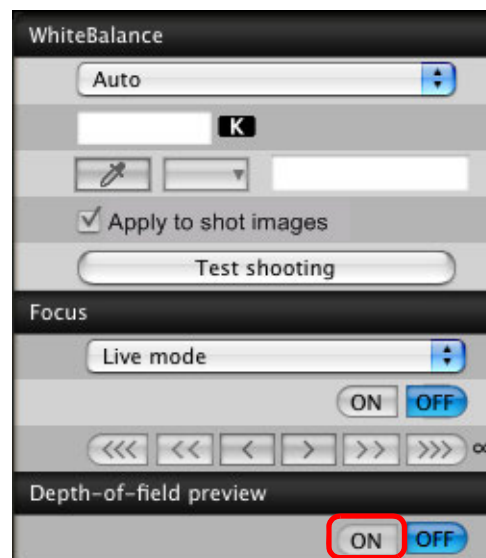 WhiteBalance
Auto
K
Apply to shot images
Test shooting
Focus
Live mode
ON OFF
<<< << < > >> >>> ∞
Depth-of-field preview
ON OFF